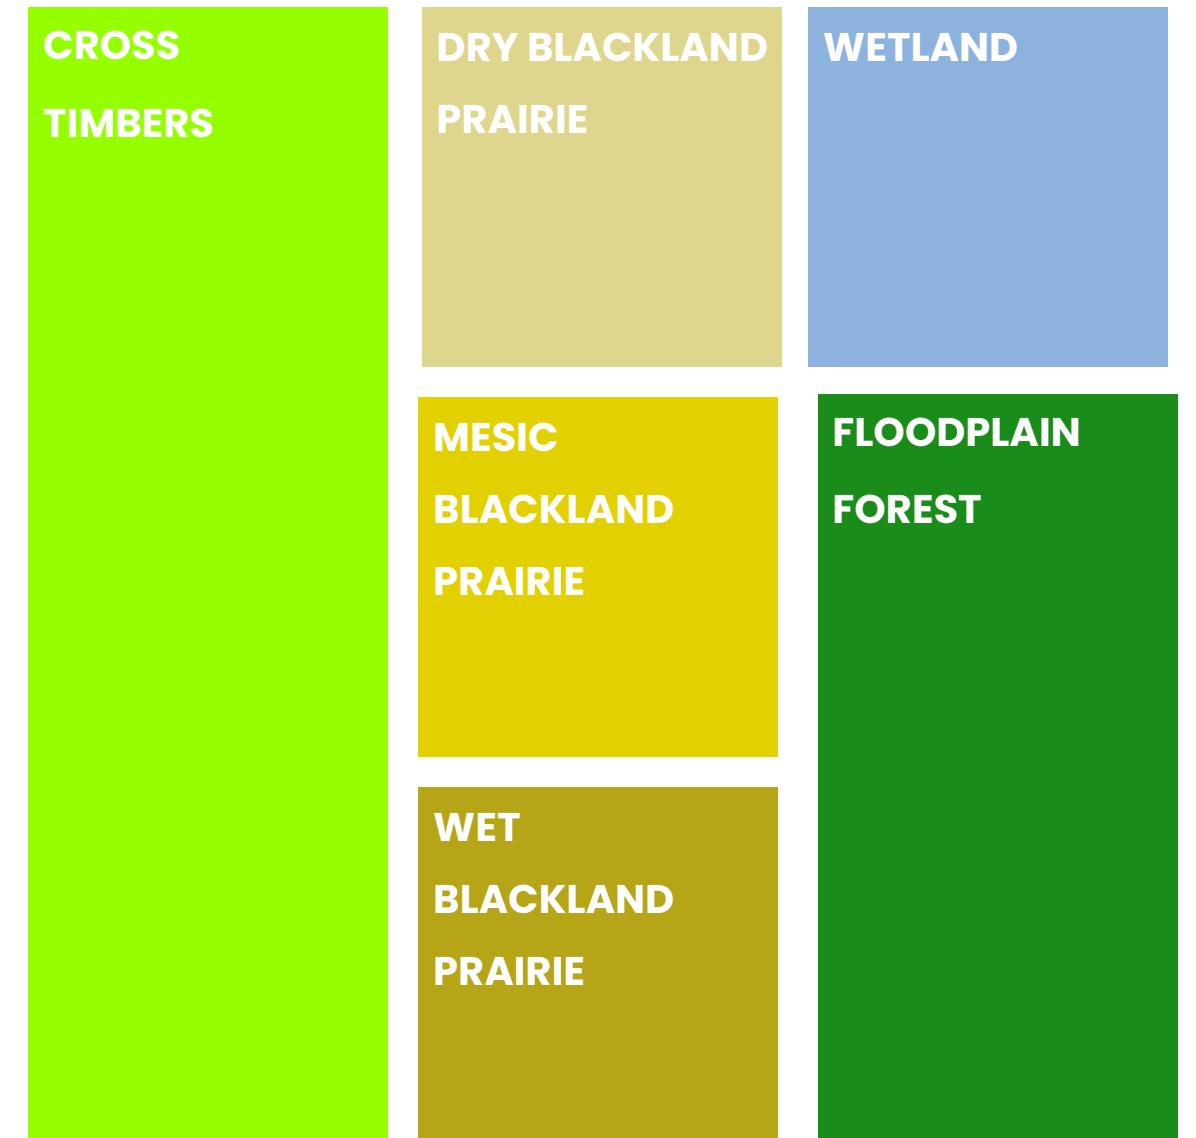 CROSS
TIMBERS
DRY BLACKLAND
PRAIRIE
WETLAND
MESIC
BLACKLAND
PRAIRIE
FLOODPLAIN
FOREST
WET
BLACKLAND
PRAIRIE